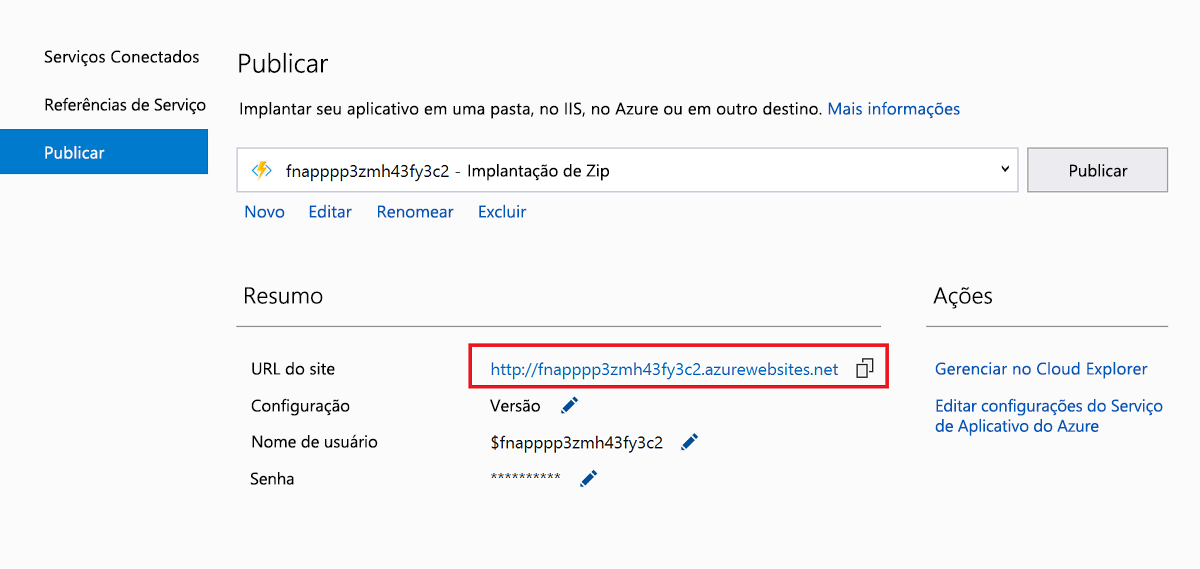 Serviços Conectados
Referências de Serviço
Publicar
Publicar
Implantar seu aplicativo em uma pasta, no IIS, no Azure ou em outro destino. Mais informações
fnapppp3zmh43fy3c2 - Implantação de Zip
Publicar
Novo Editar Renomear Excluir
Resumo
URL do site http://fnapppp3zmh43fy3c2.azurewebsites.net
Configuração Versão
Nome de usuário $fnapppp3zmh43fy3c2
Senha **********
Ações
Gerenciar no Cloud Explorer
Editar configurações do Serviço
de Aplicativo do Azure